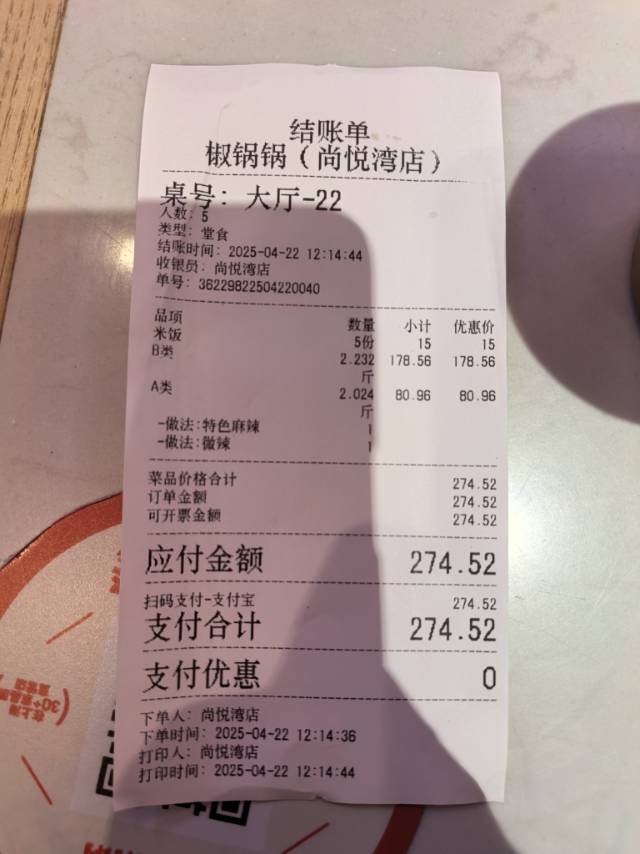 结账单
椒锅锅（尚悦湾店）
桌号: 大厅-22
人数: 5
类型: 堂食
结账时间: 2025-04-22 12:14:44
收银员: 尚悦湾店
单号: 36229822504220040
品项 数量 小计 优惠价
米饭 5份 15 15
B类 2.232 178.56 178.56
斤
A类 2.024 80.96 80.96
斤
-做法:特色麻辣 1
-做法:微辣 1
菜品价格合计 274.52
订单金额 274.52
可开票金额 274.52
应付金额 274.52
扫码支付-支付宝 274.52
支付合计 274.52
支付优惠 0
下单人: 尚悦湾店
下单时间: 2025-04-22 12:14:36
打印人: 尚悦湾店
打印时间: 2025-04-22 12:14:44